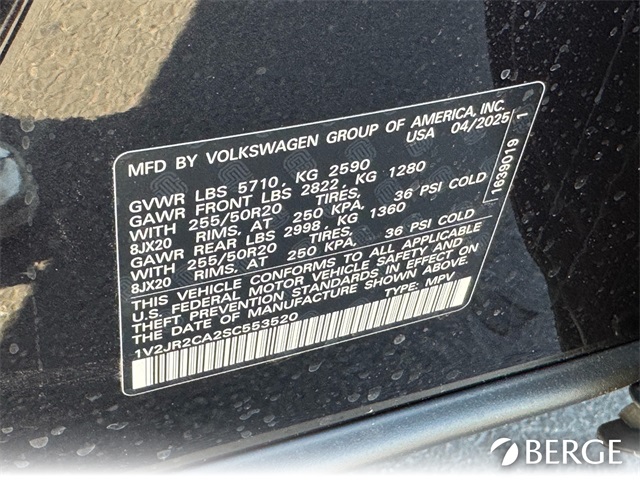 MFD BY VOLKSWAGEN GROUP OF AMERICA, INC.
USA 04/2025
GVWR LBS 5710, KG 2590
GAWR FRONT LBS 2822, KG 1280
WITH 255/50R20 TIRES,
8JX20 RIMS, AT 250 KPA, 36 PSI COLD
GAWR REAR LBS 2998, KG 1360
WITH 255/50R20 TIRES,
8JX20 RIMS, AT 250 KPA, 36 PSI COLD
THIS VEHICLE CONFORMS TO ALL APPLICABLE
U.S. FEDERAL MOTOR VEHICLE SAFETY AND
THEFT PREVENTION STANDARDS IN EFFECT ON
THE DATE OF MANUFACTURE SHOWN ABOVE.
1V2JR2CA2SC553520 TYPE: MPV
1639019
1
BERGE